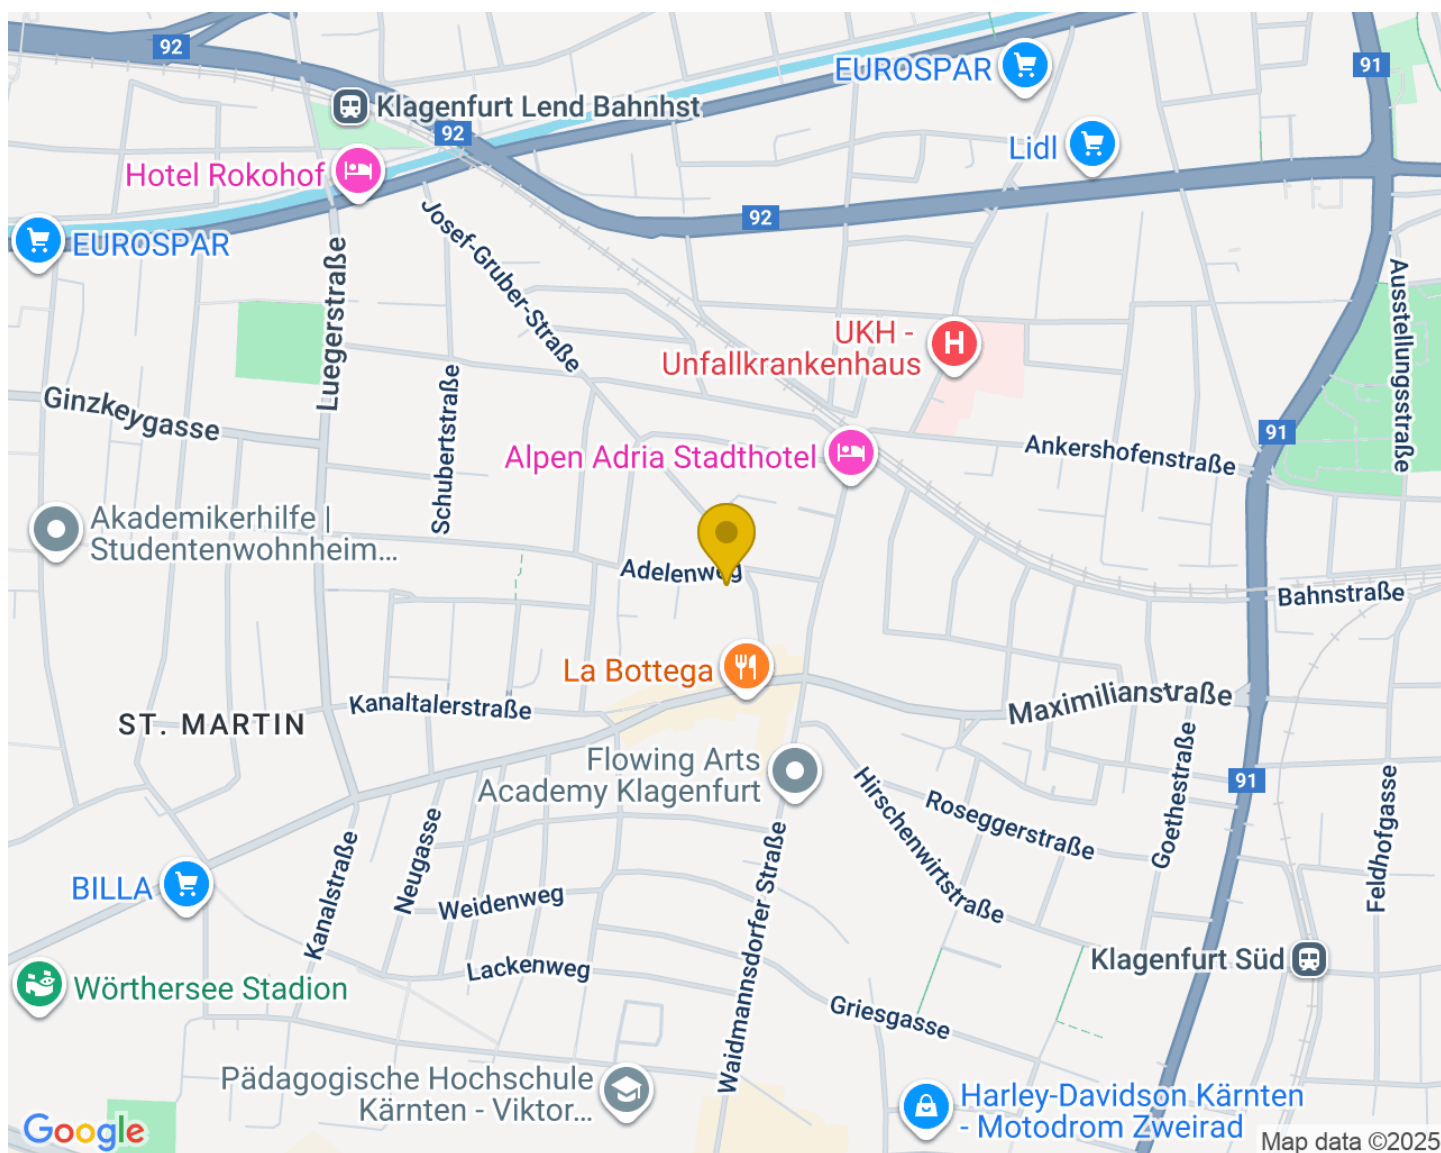 92
EUROSPAR
91
Klagenfurt Lend Bahnhst
92
Lidl
Hotel Rokohof
92
EUROSPAR
Josef-Gruber-Straße
Luegerstraße
Ausstellungsstraße
UKH -
Unfallkrankenhaus
H
Ginzkeygasse
Schubertstraße
91
Ankershofenstraße
Alpen Adria Stadthotel
Akademikerhilfe |
Studentenwohnheim...
Adelenweg
Bahnstraße
La Bottega
Kanaltalerstraße
Maximilianstraße
ST. MARTIN
Flowing Arts
Academy Klagenfurt
91
Goethestraße
Feldhofgasse
Hirschenwirtstraße
Roseggerstraße
Neugasse
Kanalstraße
BILLA
Weidenweg
Waidmannsdorfer Straße
Lackenweg
Klagenfurt Süd
Wörthersee Stadion
Griesgasse
Pädagogische Hochschule
Kärnten - Viktor...
Harley-Davidson Kärnten
- Motodrom Zweirad
Google
Map data ©2025